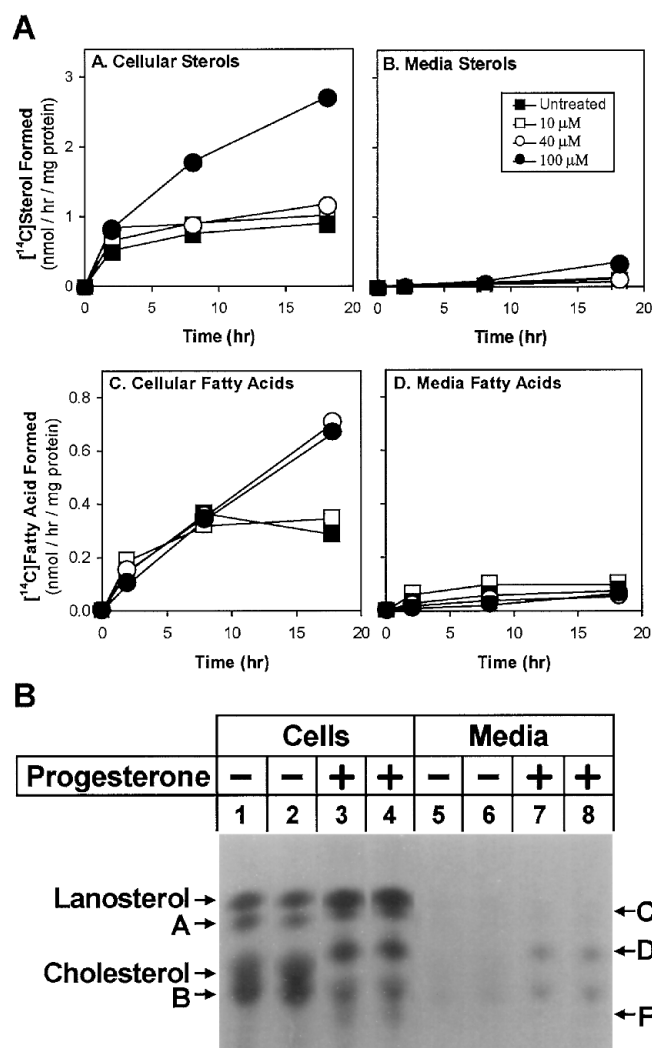 A
A. Cellular Sterols
B. Media Sterols
[¹⁴C]Sterol Formed
(nmol / hr / mg protein)
3
2
1
0
Untreated
10 µM
40 µM
100 µM
0 5 10 15 20
0 5 10 15 20
Time (hr)
Time (hr)
C. Cellular Fatty Acids
D. Media Fatty Acids
[¹⁴C]Fatty Acid Formed
(nmol / hr / mg protein)
0.8
0.6
0.4
0.2
0.0
0 5 10 15 20
0 5 10 15 20
Time (hr)
Time (hr)
B
Cells Media
Progesterone − − + + − − + +
1 2 3 4 5 6 7 8
Lanosterol
A
Cholesterol
B
C
D